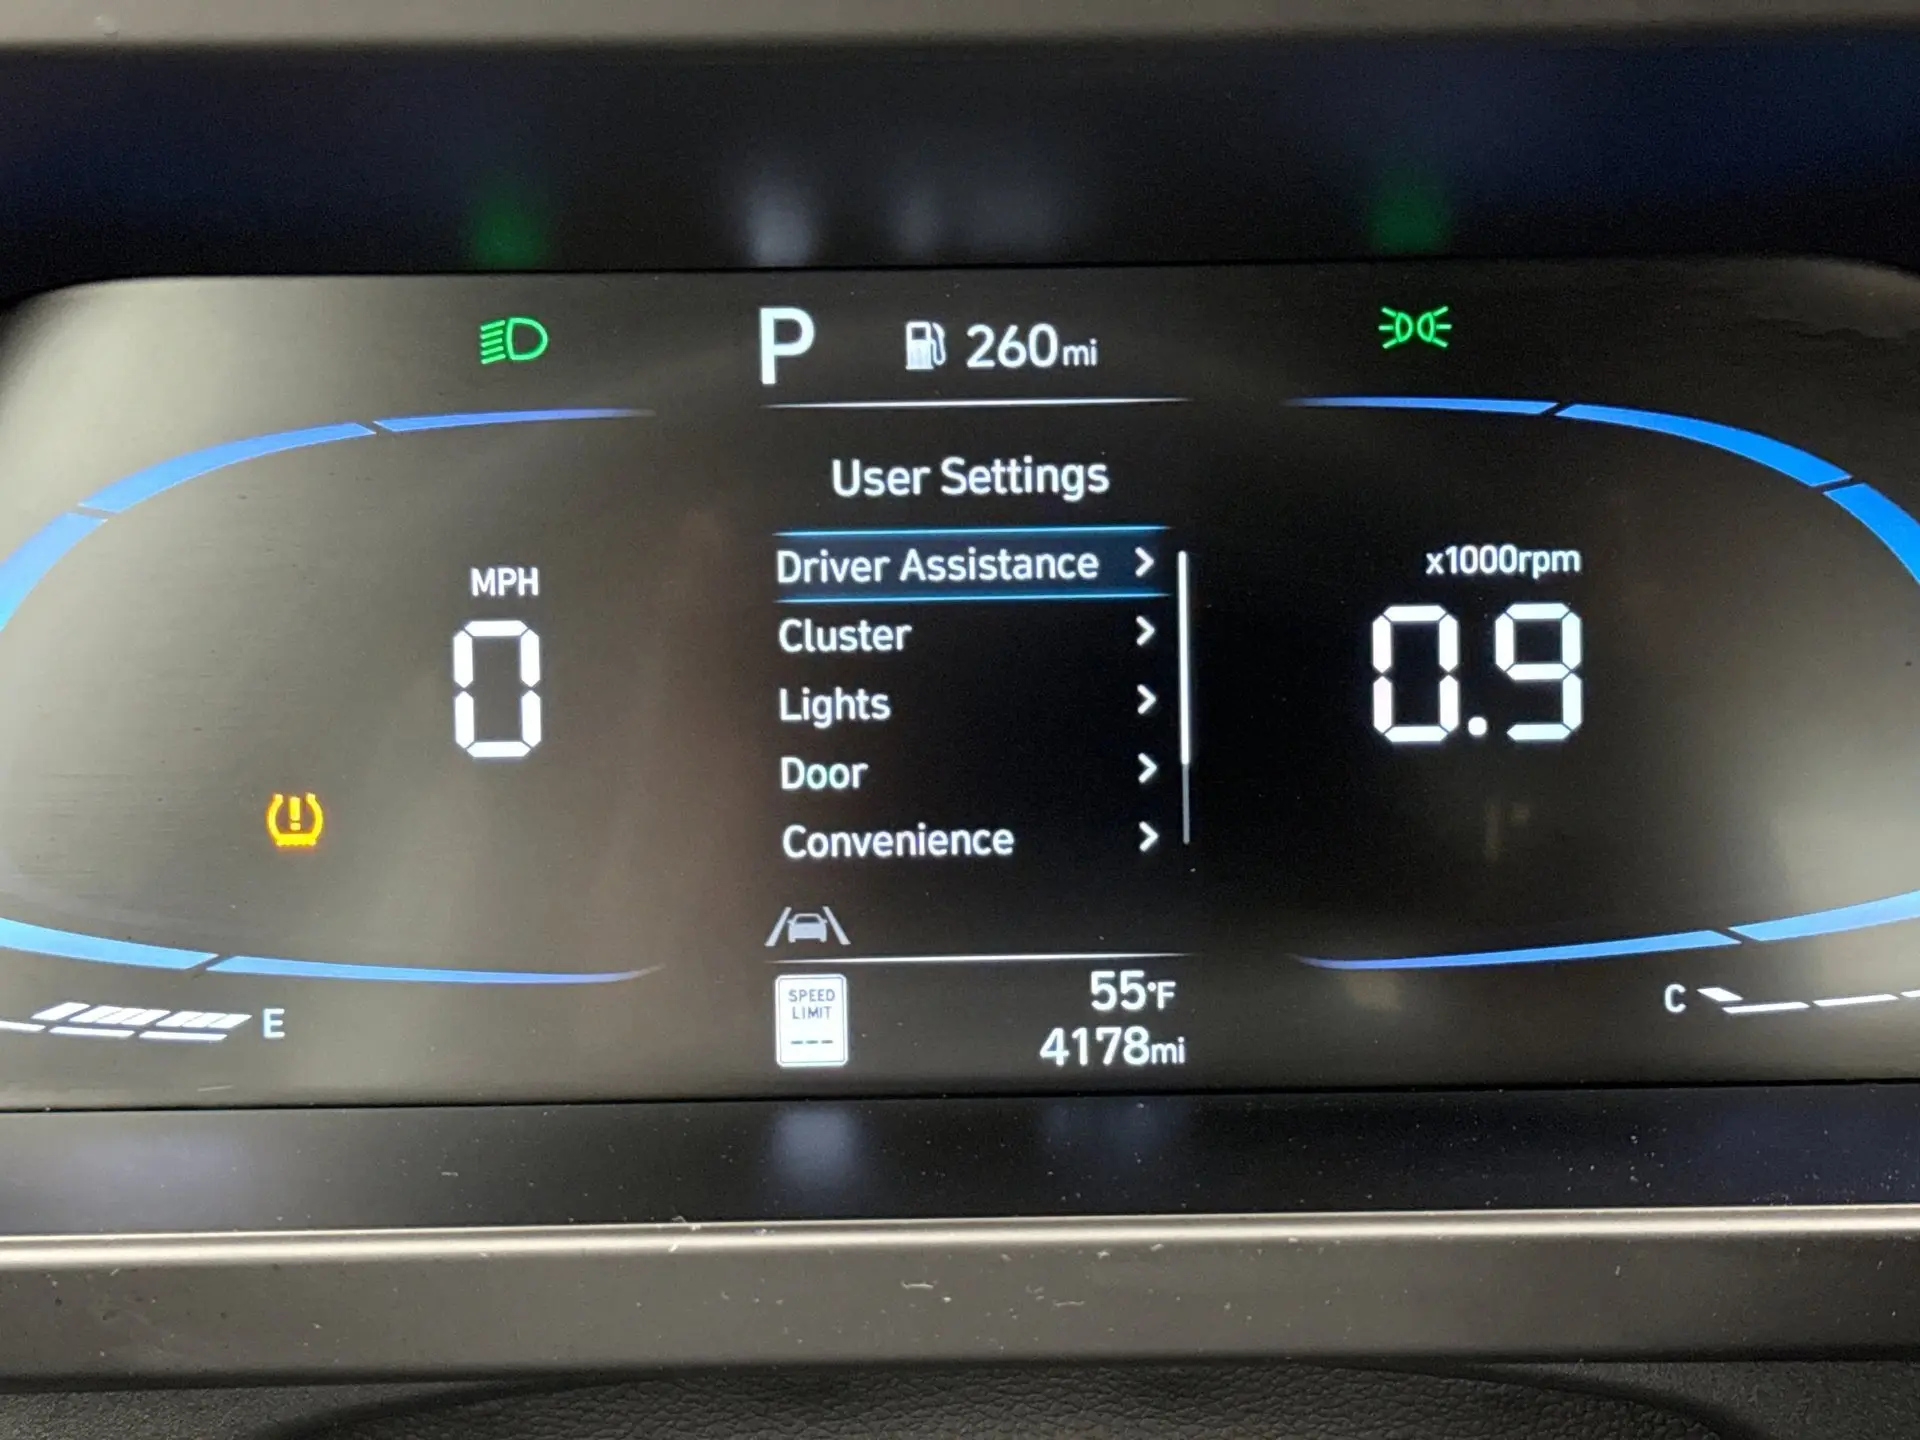 P 260mi
User Settings
Driver Assistance >
Cluster >
Lights >
Door >
Convenience >
MPH
0
x1000rpm
0.9
E
SPEED
LIMIT
---
55°F
4178mi
C